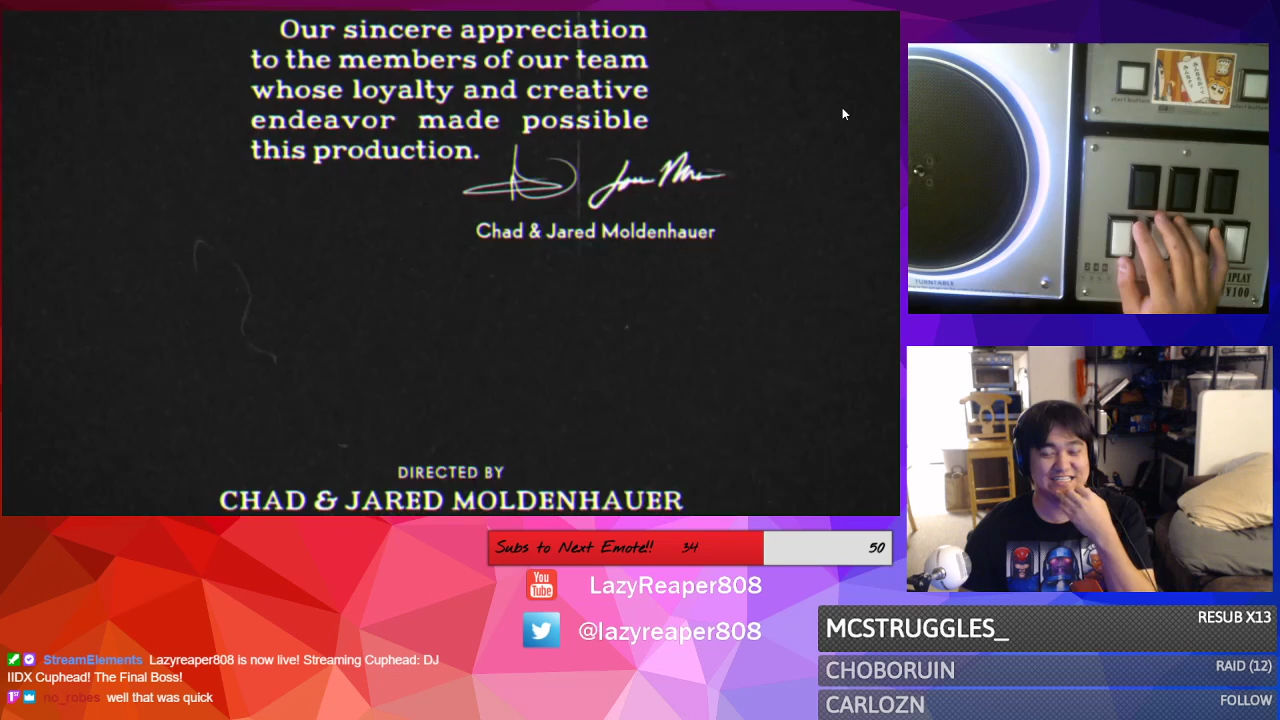 Our sincere appreciation
to the members of our team
whose loyalty and creative
endeavor made possible
this production.
Chad & Jared Moldenhauer
DIRECTED BY
CHAD & JARED MOLDENHAUER
Subs to Next Emote!! 34 50
LazyReaper808
@lazyreaper808
StreamElements Lazyreaper808 is now live! Streaming Cuphead: DJ
IIDX Cuphead! The Final Boss!
no_robes well that was quick
MCSTRUGGLES_ RESUB X13
CHOBORUIN RAID (12)
CARLOZN FOLLOW
You
Tube
TURNTABLE